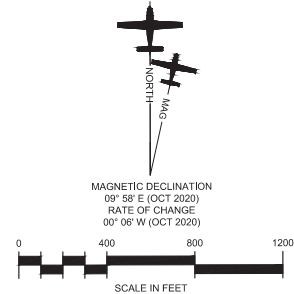 NORTH
MAG
MAGNETIC DECLINATION
09° 58' E (OCT 2020)
RATE OF CHANGE
00° 06' W (OCT 2020)
0 400 800 1200
SCALE IN FEET